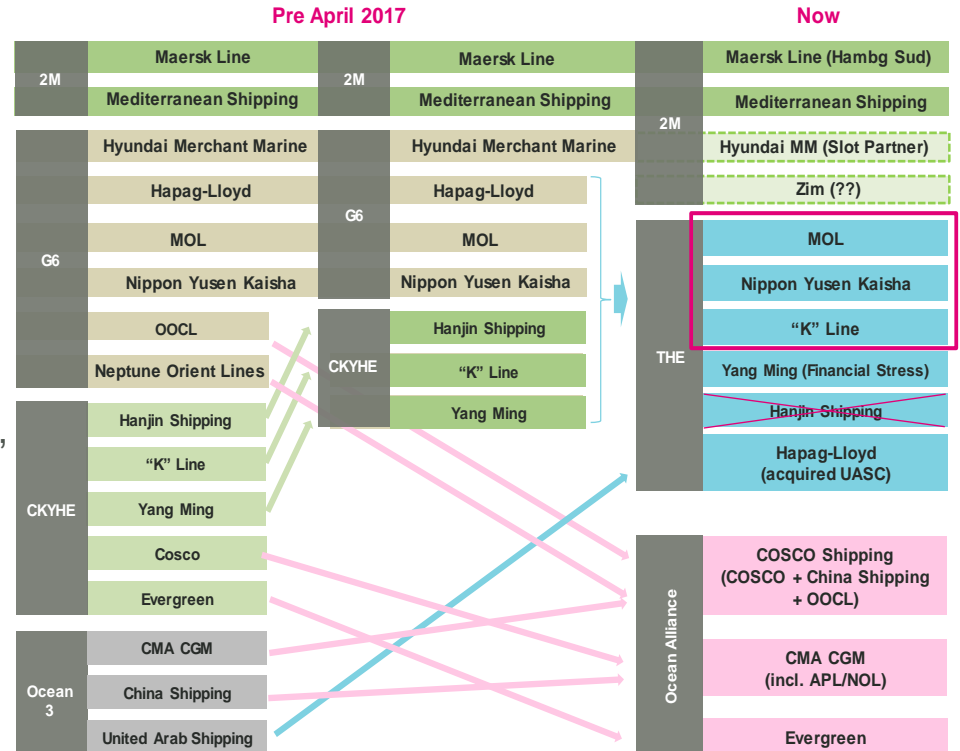 Pre April 2017
Now
2M
Maersk Line
Mediterranean Shipping
G6
Hyundai Merchant Marine
Hapag-Lloyd
MOL
Nippon Yusen Kaisha
OOCL
Neptune Orient Lines
,
CKYHE
Hanjin Shipping
“K” Line
Yang Ming
Cosco
Evergreen
Ocean
3
CMA CGM
China Shipping
United Arab Shipping
2M
Maersk Line
Mediterranean Shipping
G6
Hyundai Merchant Marine
Hapag-Lloyd
MOL
Nippon Yusen Kaisha
CKYHE
Hanjin Shipping
“K” Line
Yang Ming
2M
Maersk Line (Hambg Sud)
Mediterranean Shipping
Hyundai MM (Slot Partner)
Zim (??)
THE
MOL
Nippon Yusen Kaisha
“K” Line
Yang Ming (Financial Stress)
Hanjin Shipping
Hapag-Lloyd
(acquired UASC)
Ocean Alliance
COSCO Shipping
(COSCO + China Shipping
+ OOCL)
CMA CGM
(incl. APL/NOL)
Evergreen